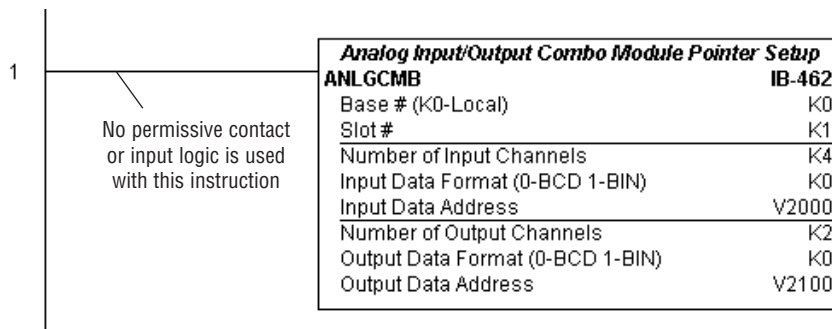 1
No permissive contact
or input logic is used
with this instruction
Analog Input/Output Combo Module Pointer Setup
ANLGCMB IB-462
Base # (K0-Local) K0
Slot # K1
Number of Input Channels K4
Input Data Format (0-BCD 1-BIN) K0
Input Data Address V2000
Number of Output Channels K2
Output Data Format (0-BCD 1-BIN) K0
Output Data Address V2100